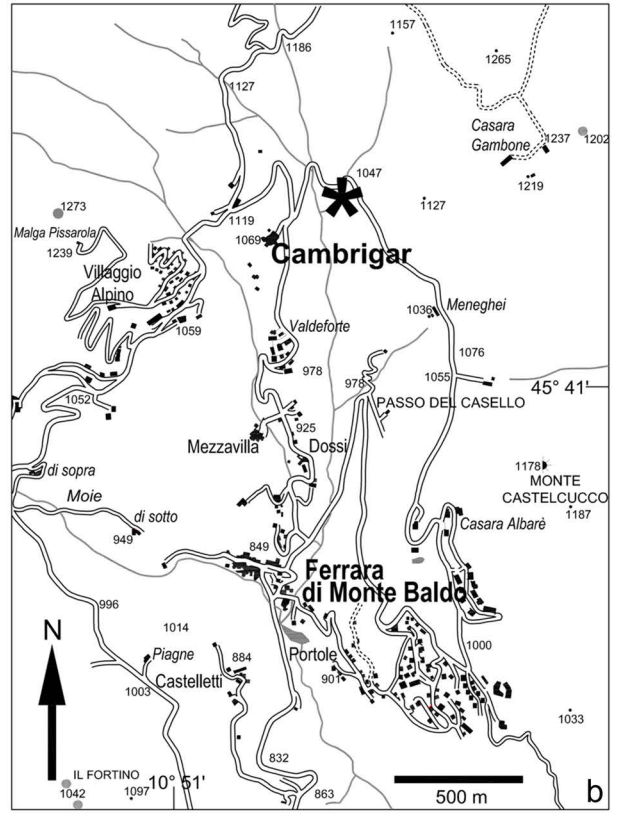 1157
1186
1265
1127
Casara
Gambone
1237
1202
1047
1219
1273
1127
1119
Malga Pissarola
1239
1069
Cambrigar
Villaggio
Alpino
1036
Meneghei
1059
Valdeforte
1076
978
978
1055
45° 41'
1052
PASSO DEL CASELLO
925
Mezzavilla
Dossi
di sopra
1178
MONTE
CASTELCUCCO
Moie
1187
di sotto
Casara Albarè
949
849
Ferrara
di Monte Baldo
996
1014
1000
Piagne
884
Portole
Castelletti
901
1003
N
1033
832
IL FORTINO
10° 51'
863
1042
1097
500 m
b